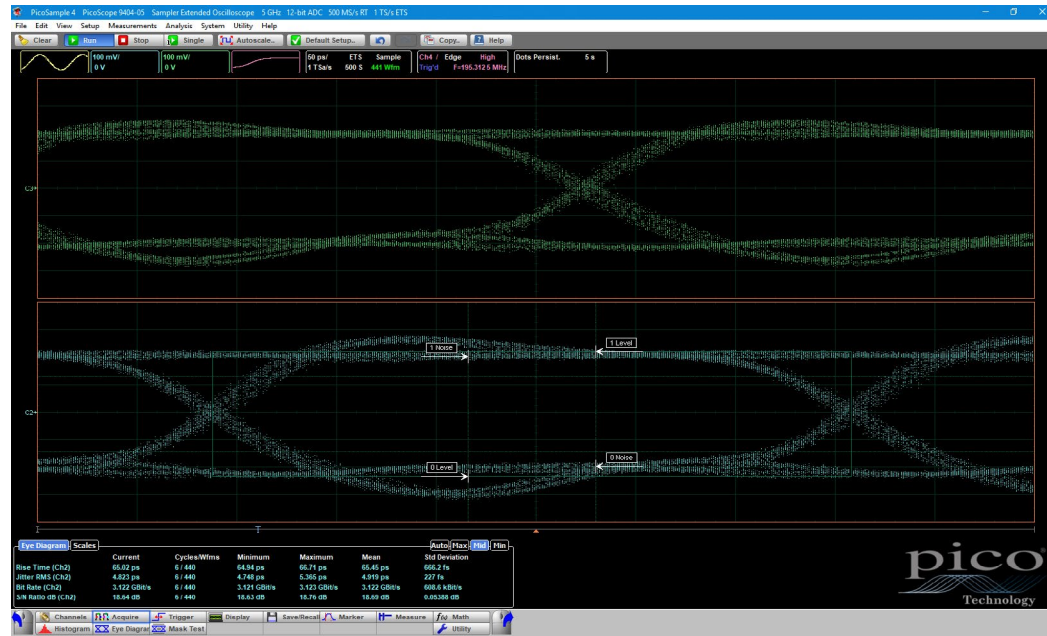 PicoSample 4 PicoScope 9404-05 Sampler Extended Oscilloscope 5 GHz 12-bit ADC 500 MS/s RT 1 TS/s ETS
File Edit View Setup Measurements Analysis System Utility Help
Clear Run Stop Single Autoscale.. Default Setup.. Copy.. Help
100 mV/ 100 mV/ 50 ps/ ETS Sample Ch4 / Edge High Dots Persist. 5 s
0 V 0 V 1 TSa/s 500 S 441 Wfm Trig'd F=195.3125 MHz
C3
1 Level
1 Noise
C2
0 Noise
0 Level
T
Eye Diagram Scales Auto Max Mid Min
Current Cycles/Wfms Minimum Maximum Mean Std Deviation
Rise Time (Ch2) 65.02 ps 6 / 440 64.94 ps 66.71 ps 65.45 ps 666.2 fs
Jitter RMS (Ch2) 4.823 ps 6 / 440 4.748 ps 5.365 ps 4.919 ps 227 fs
Bit Rate (Ch2) 3.122 GBit/s 6 / 440 3.121 GBit/s 3.123 GBit/s 3.122 GBit/s 608.6 kBit/s
S/N Ratio dB (Ch2) 18.64 dB 6 / 440 18.63 dB 18.76 dB 18.69 dB 0.05388 dB
pico
Technology
Channels Acquire Trigger Display Save/Recall Marker Measure f(x) Math
Histogram Eye Diagram Mask Test Utility